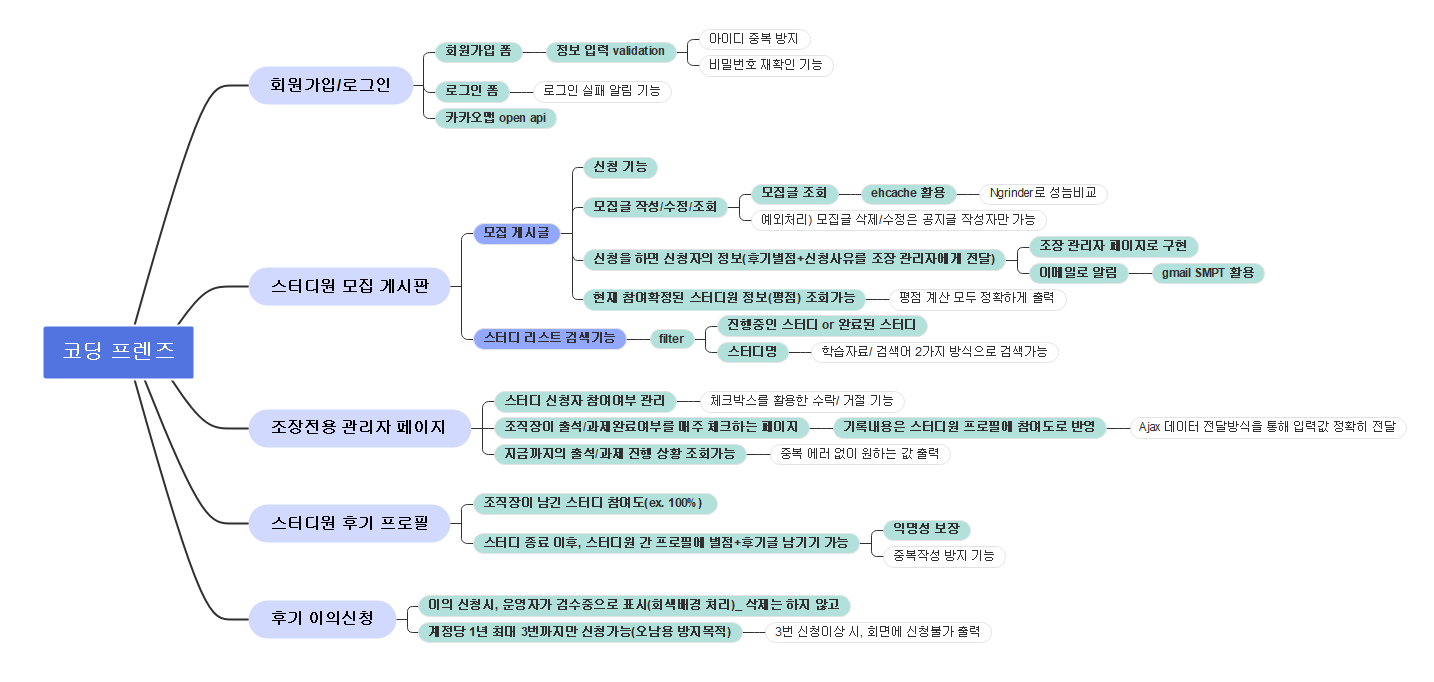 코딩 프렌즈
회원가입/로그인
회원가입 폼
정보 입력 validation
아이디 중복 방지
비밀번호 재확인 기능
로그인 폼
로그인 실패 알림 기능
카카오맵 open api
스터디원 모집 게시판
모집 게시글
신청 기능
모집글 작성/수정/조회
모집글 조회
ehcache 활용
Ngrinder로 성능비교
예외처리) 모집글 삭제/수정은 공지글 작성자만 가능
신청을 하면 신청자의 정보(후기별점+신청사유를 조장 관리자에게 전달)
조장 관리자 페이지로 구현
이메일로 알림
gmail SMPT 활용
현재 참여확정된 스터디원 정보(평점) 조회가능
평점 계산 모두 정확하게 출력
스터디 리스트 검색기능
filter
진행중인 스터디 or 완료된 스터디
스터디명
학습자료/ 검색어 2가지 방식으로 검색가능
조장전용 관리자 페이지
스터디 신청자 참여여부 관리
체크박스를 활용한 수락/ 거절 기능
조직장이 출석/과제완료여부를 매주 체크하는 페이지
기록내용은 스터디원 프로필에 참여도로 반영
Ajax 데이터 전달방식을 통해 입력값 정확히 전달
지금까지의 출석/과제 진행 상황 조회가능
중복 에러 없이 원하는 값 출력
스터디원 후기 프로필
조직장이 남긴 스터디 참여도(ex. 100%)
스터디 종료 이후, 스터디원 간 프로필에 별점+후기글 남기기 가능
익명성 보장
중복작성 방지 기능
후기 이의신청
이의 신청시, 운영자가 검수중으로 표시(회색배경 처리)_ 삭제는 하지 않고
계정당 1년 최대 3번까지만 신청가능(오남용 방지목적)
3번 신청이상 시, 화면에 신청불가 출력